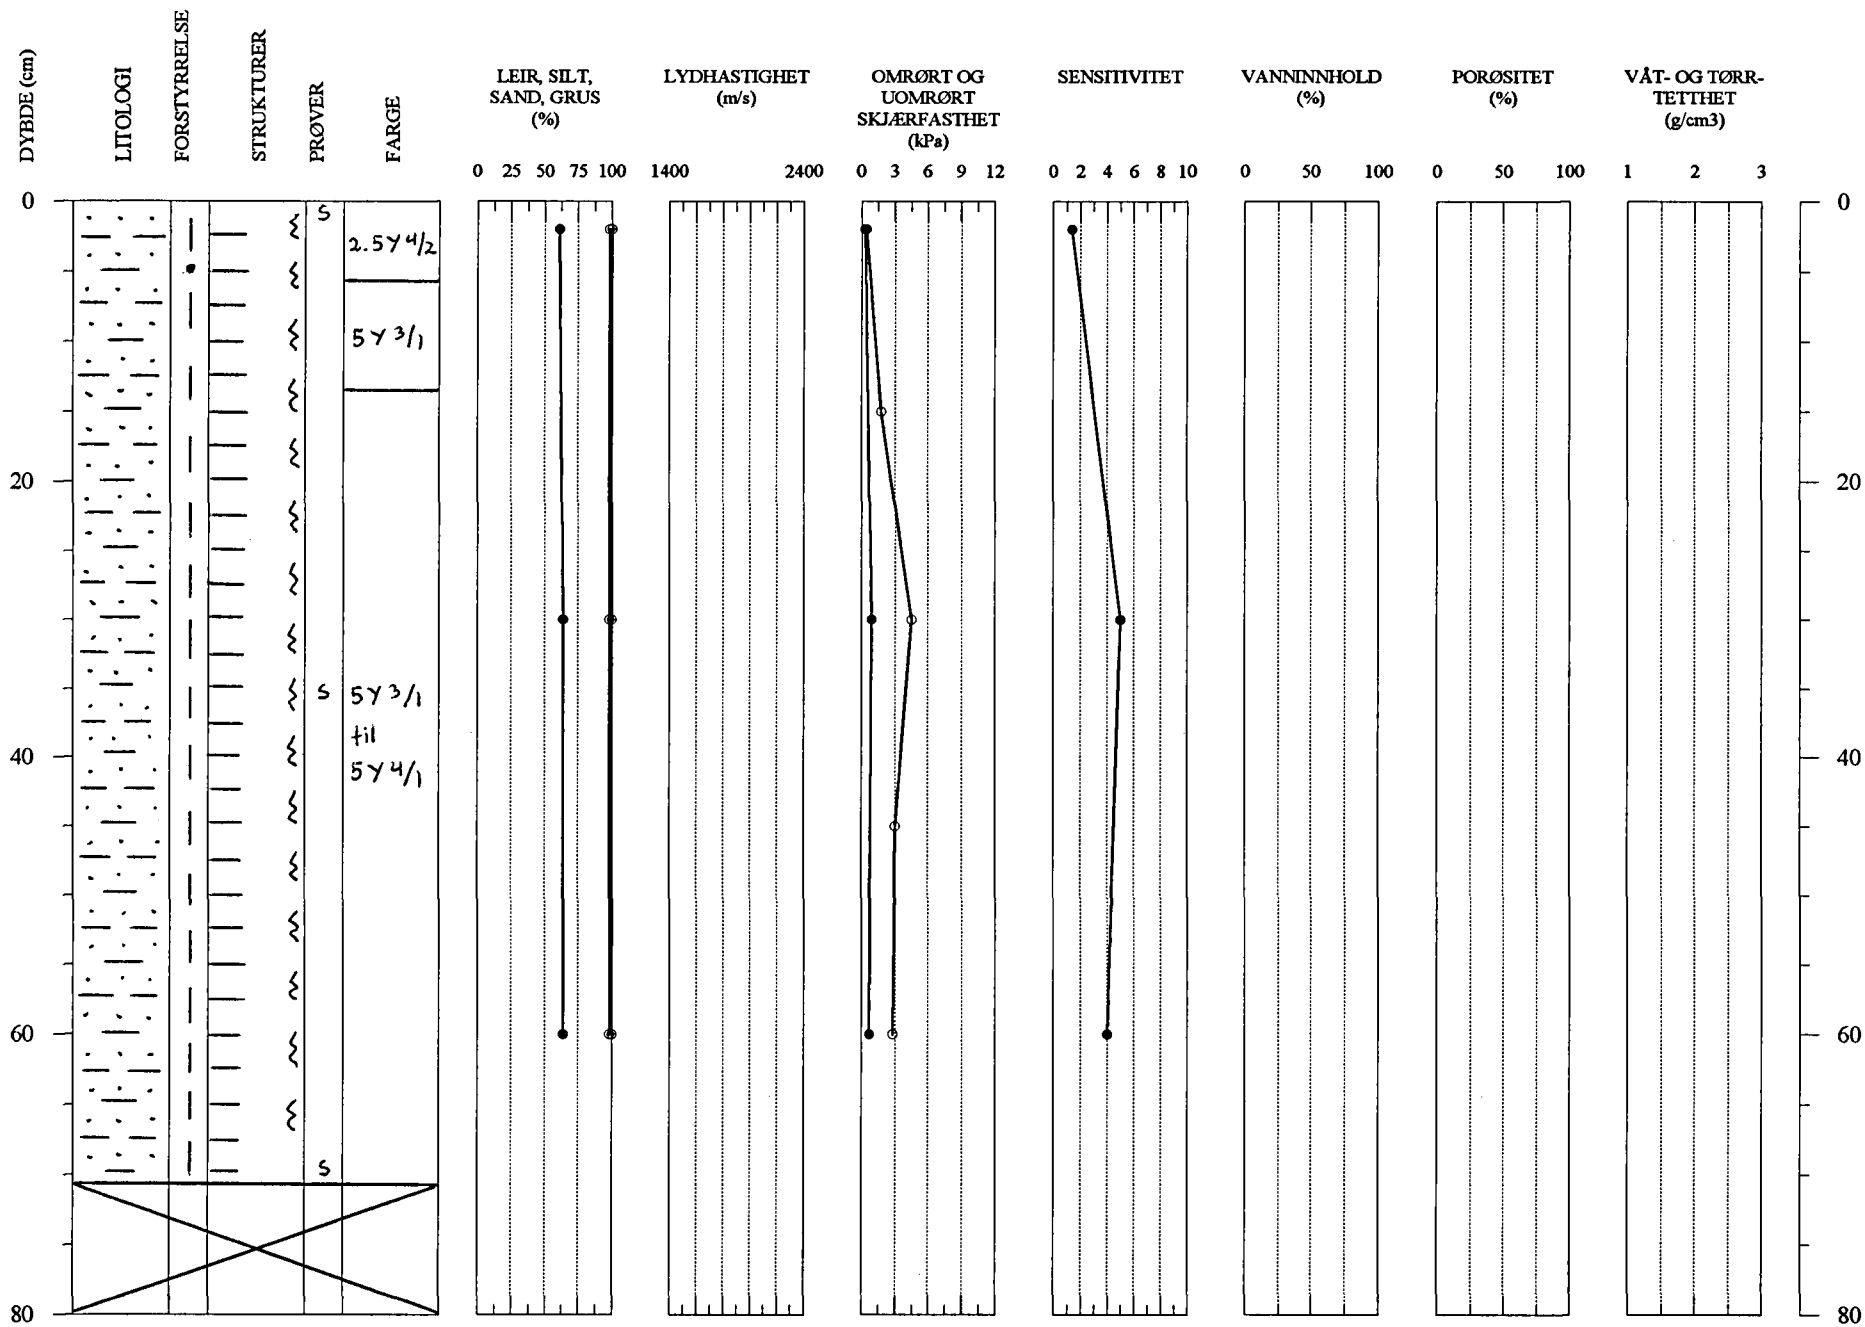 DYBDE (cm)
LITOLOGI
FORSTYRRELSE
STRUKTURER
PRØVER
FARGE
LEIR, SILT,
SAND, GRUS
(%)
LYDHASTIGHET
(m/s)
OMRØRT OG
UOMRØRT
SKJÆRFASTHET
(kPa)
SENSITIVITET
VANNINNHOLD
(%)
PORØSITET
(%)
VÅT- OG TØRR-
TETTHET
(g/cm3)
0 25 50 75 100
1400 2400
0 3 6 9 12
0 2 4 6 8 10
0 50 100
0 50 100
1 2 3
0 0
S
2.5Y 4/2
5Y 3/1
20 20
S 5Y 3/1
til
5Y 4/1
40 40
60 60
S
80 80